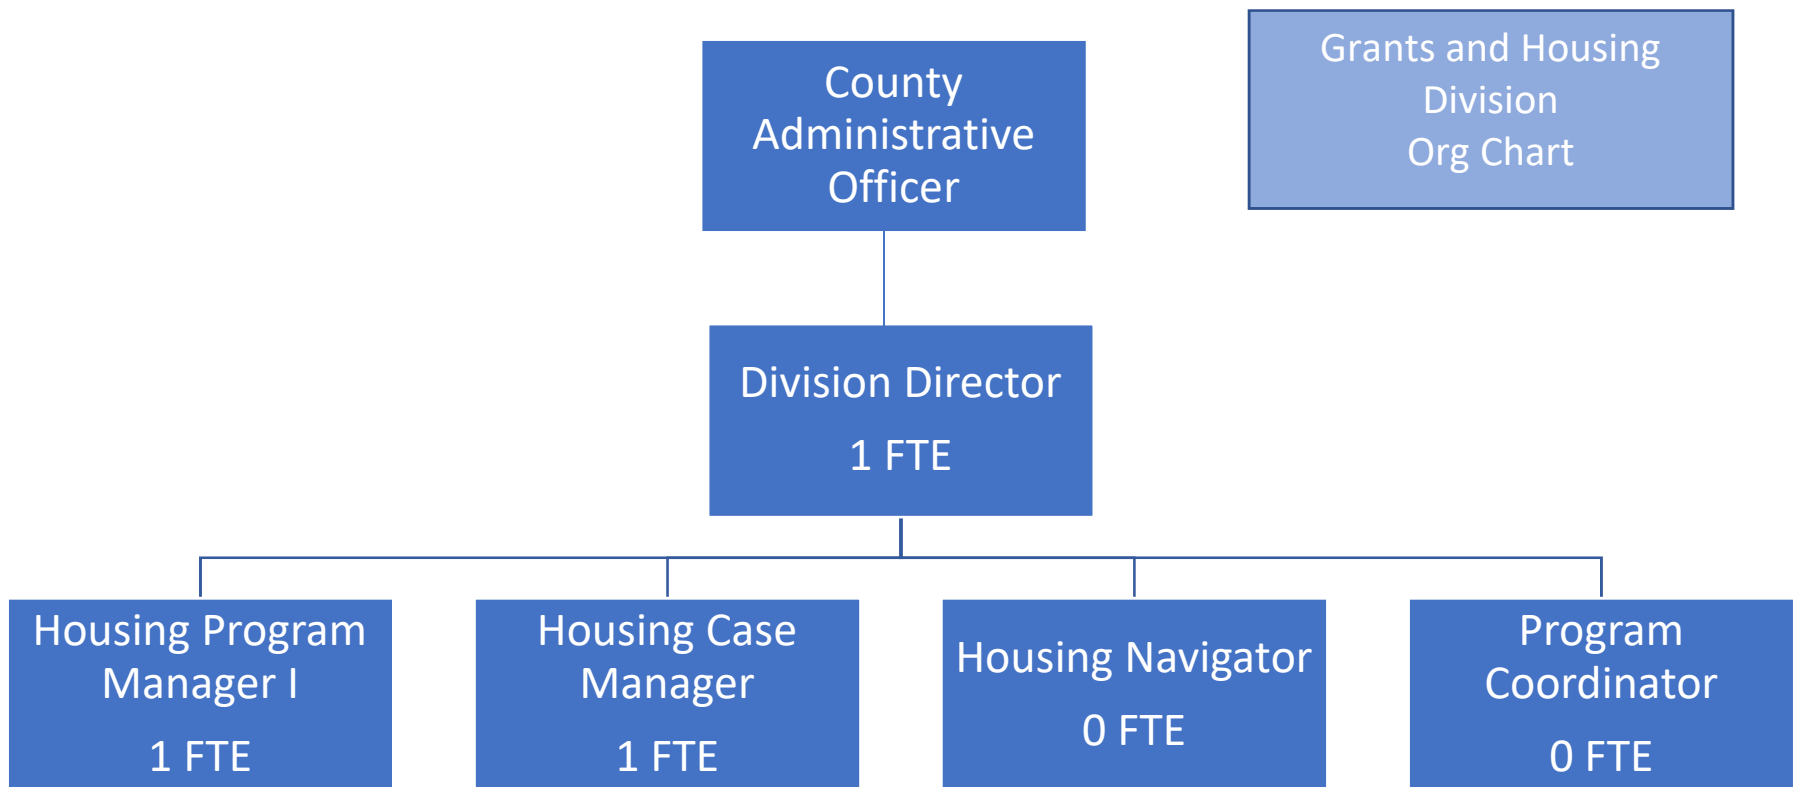 County
Administrative
Officer
Grants and Housing
Division
Org Chart
Division Director
1 FTE
Housing Program
Manager I
1 FTE
Housing Case
Manager
1 FTE
Housing Navigator
0 FTE
Program
Coordinator
0 FTE